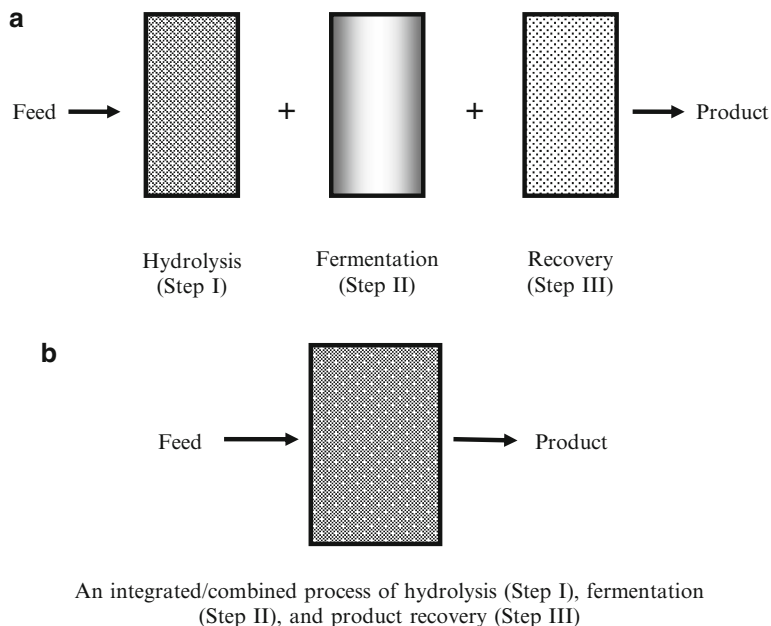 a
Feed
+
+
Product
Hydrolysis
(Step I)
Fermentation
(Step II)
Recovery
(Step III)
b
Feed
Product
An integrated/combined process of hydrolysis (Step I), fermentation
(Step II), and product recovery (Step III)